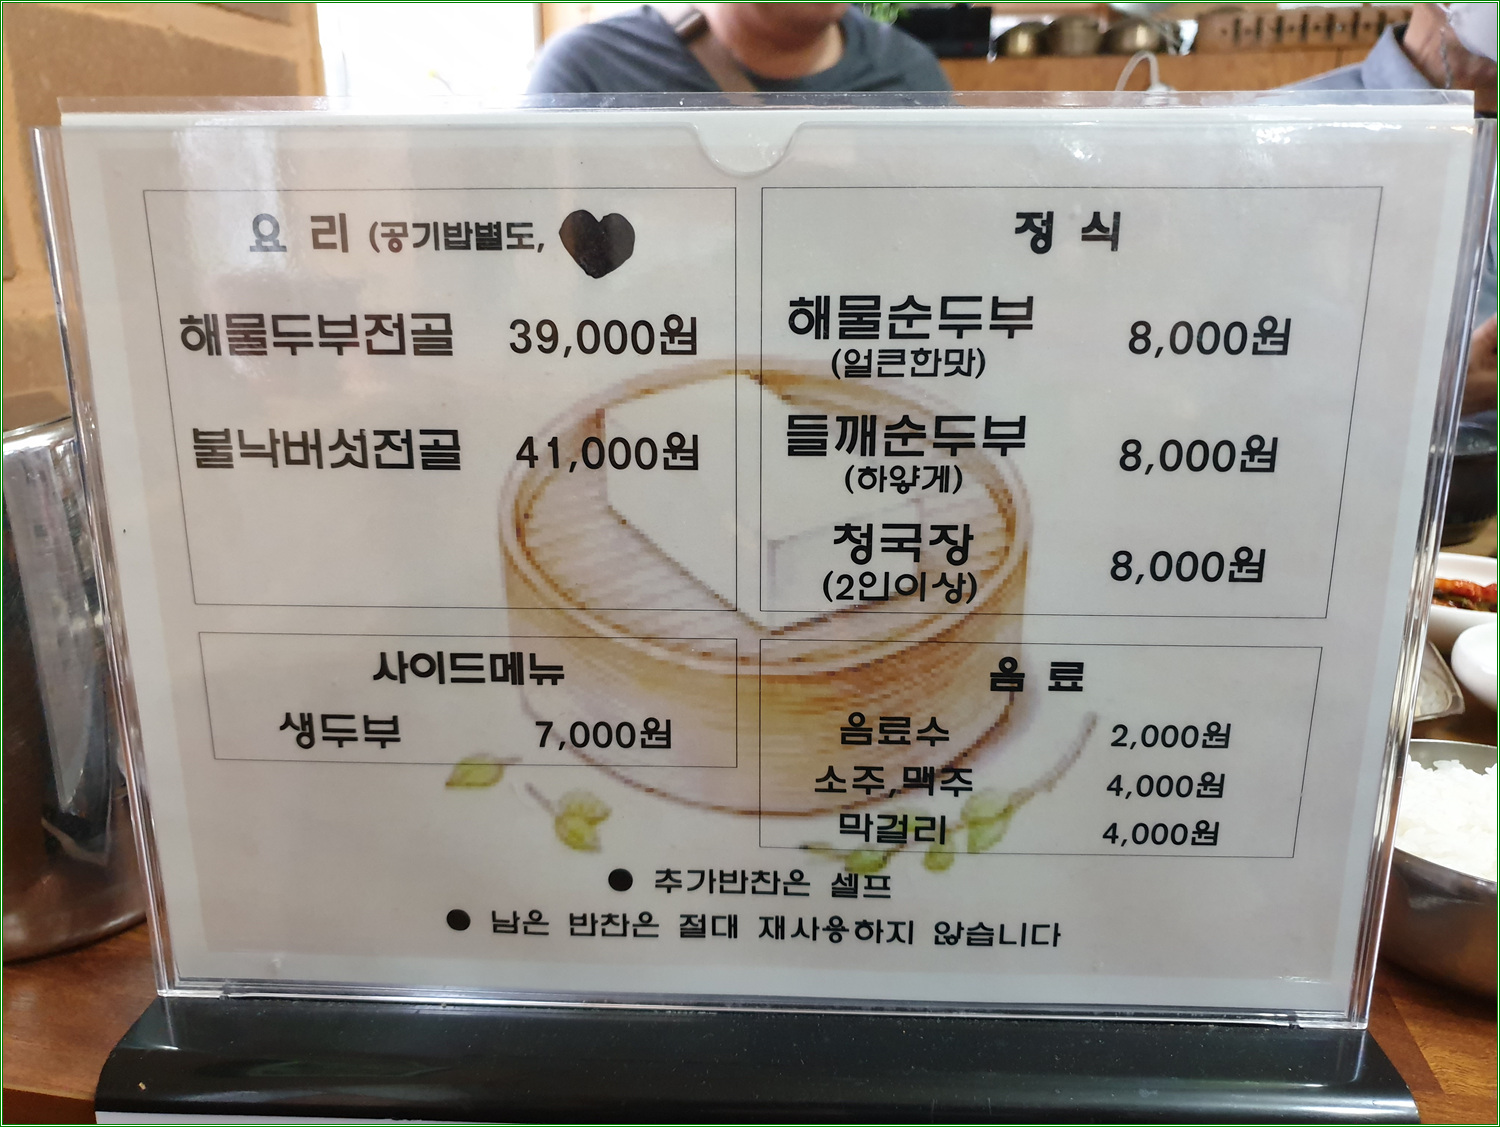 요 리 (공기밥별도,
해물두부전골 39,000원
불낙버섯전골 41,000원
정 식
해물순두부 8,000원
(얼큰한맛)
들깨순두부 8,000원
(하얗게)
청국장 8,000원
(2인이상)
사이드메뉴
생두부 7,000원
음 료
음료수 2,000원
소주,맥주 4,000원
막걸리 4,000원
● 추가반찬은 셀프
● 남은 반찬은 절대 재사용하지 않습니다